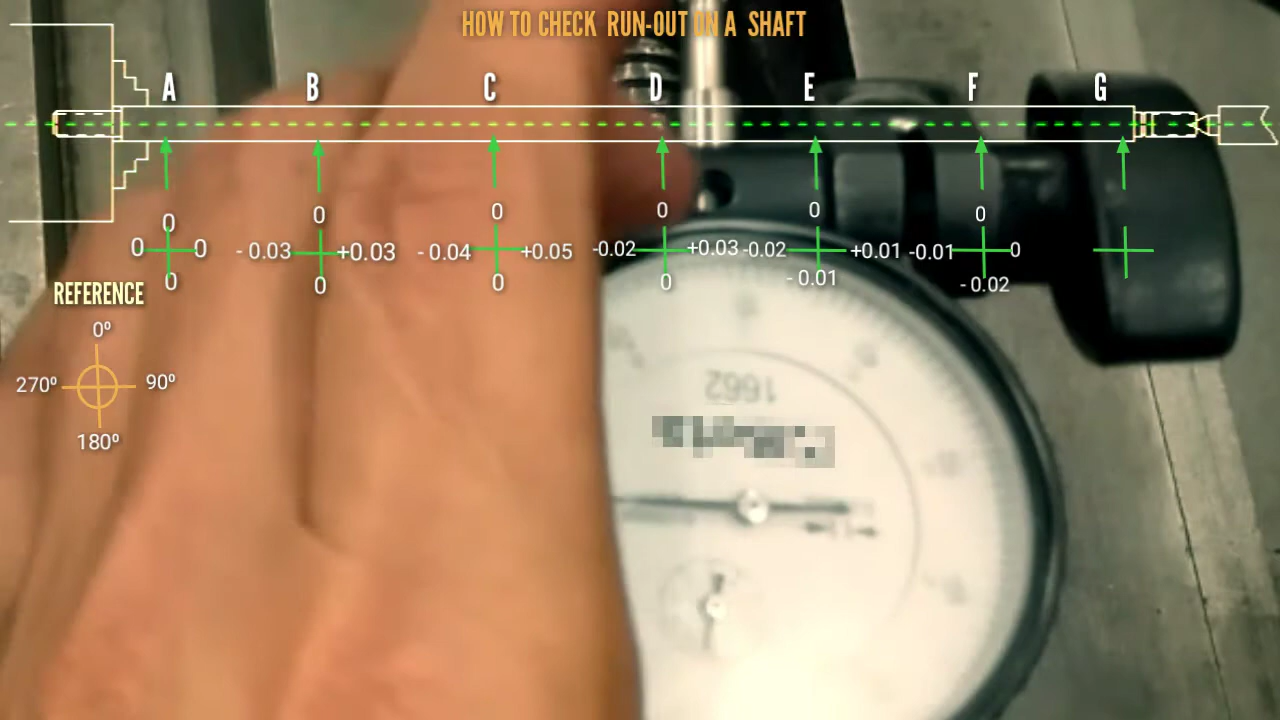 HOW TO CHECK RUN-OUT ON A SHAFT
A B C D E F G
0 0 0 0 0 0
0 0 - 0.03 +0.03 - 0.04 +0.05 -0.02 +0.03 -0.02 +0.01 -0.01 0
0 0 0 0 - 0.01 - 0.02
REFERENCE
0º
270º 90º
180º
1662